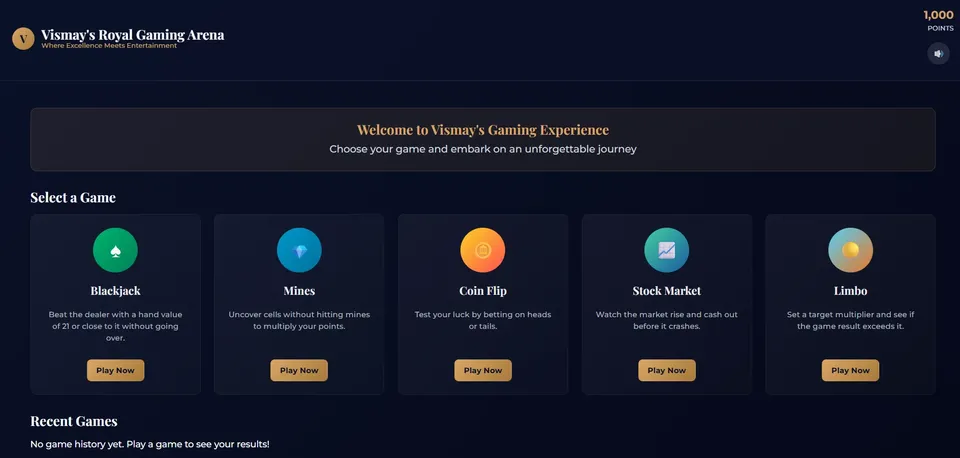 V
Vismay's Royal Gaming Arena
Where Excellence Meets Entertainment
1,000
POINTS
Welcome to Vismay's Gaming Experience
Choose your game and embark on an unforgettable journey
Select a Game
Blackjack
Beat the dealer with a hand value
of 21 or close to it without going
over.
Play Now
Mines
Uncover cells without hitting mines
to multiply your points.
Play Now
Coin Flip
Test your luck by betting on heads
or tails.
Play Now
Stock Market
Watch the market rise and cash out
before it crashes.
Play Now
Limbo
Set a target multiplier and see if
the game result exceeds it.
Play Now
Recent Games
No game history yet. Play a game to see your results!